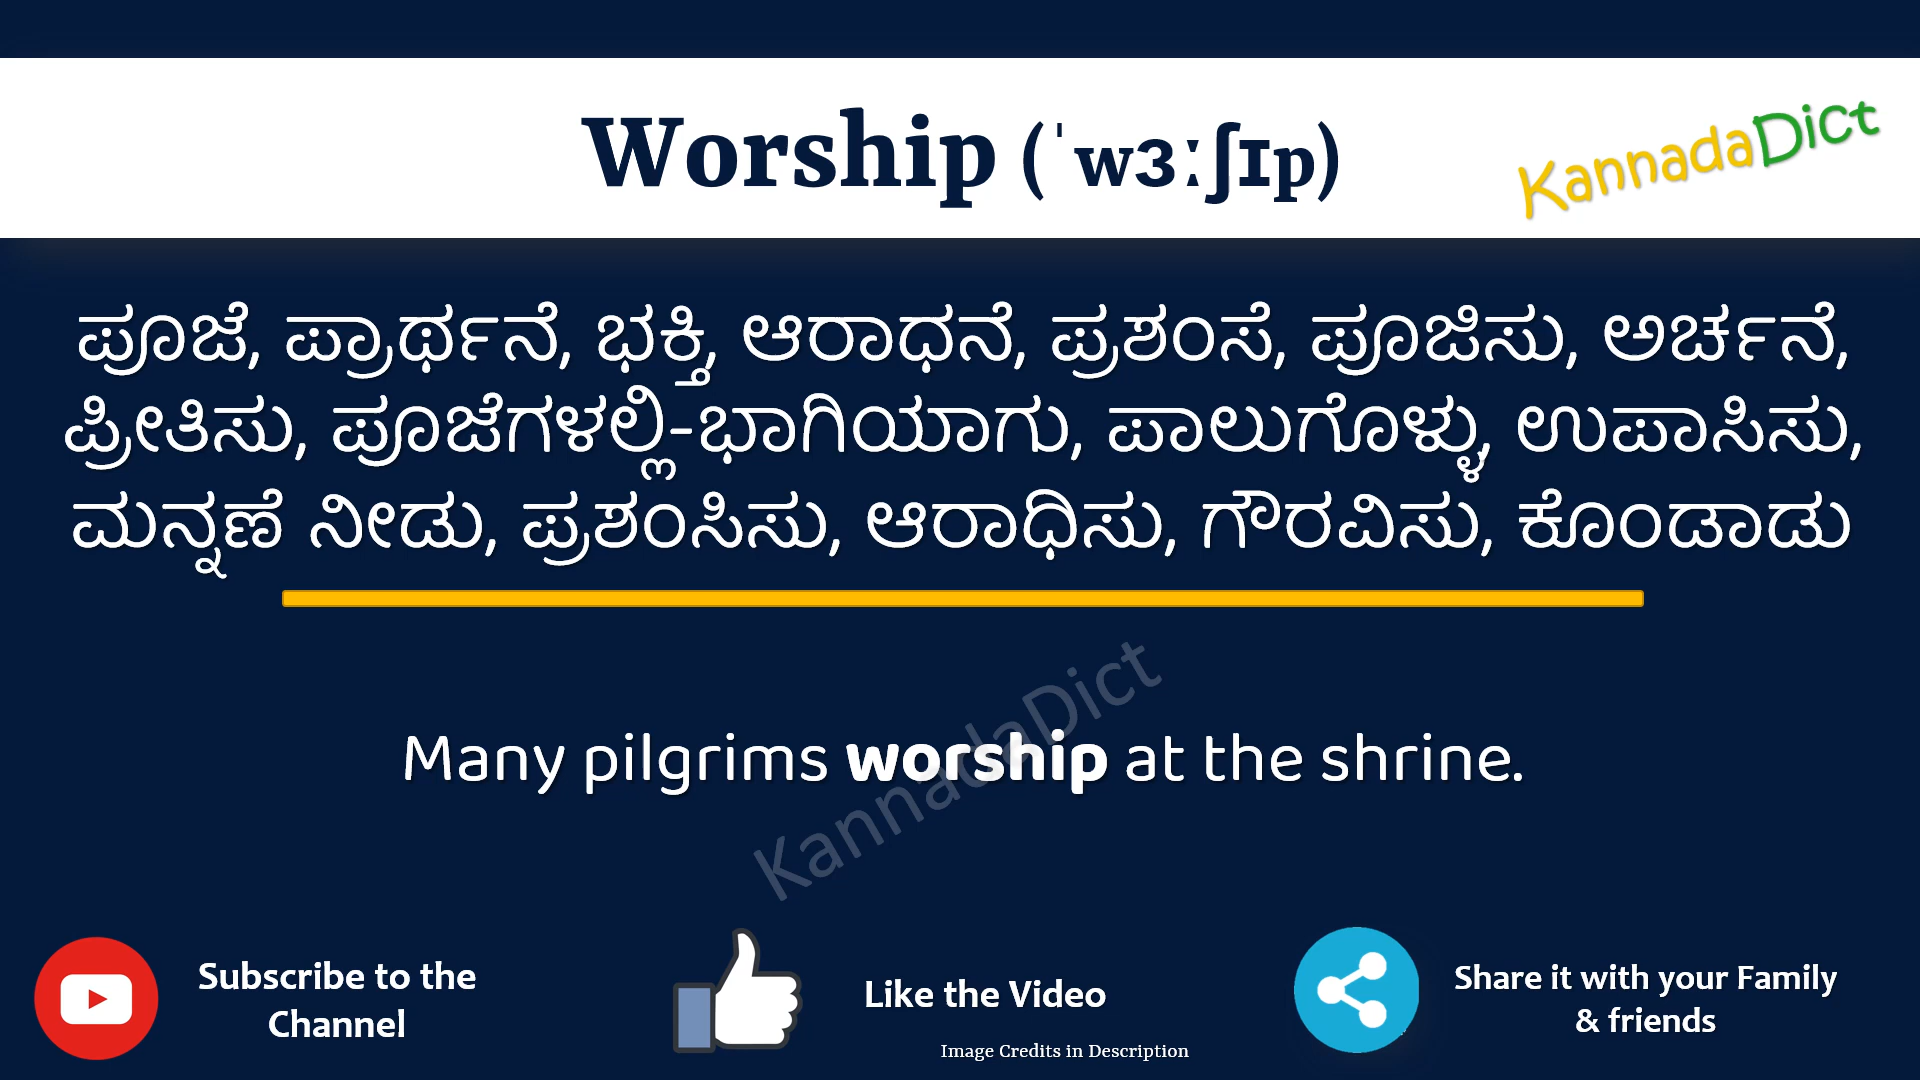 Worship (ˈwɜːʃɪp)
KannadaDict
ಪೂಜೆ, ಪ್ರಾರ್ಥನೆ, ಭಕ್ತಿ, ಆರಾಧನೆ, ಪ್ರಶಂಸೆ, ಪೂಜಿಸು, ಅರ್ಚನೆ,
ಪ್ರೀತಿಸು, ಪೂಜೆಗಳಲ್ಲಿ-ಭಾಗಿಯಾಗು, ಪಾಲುಗೊಳ್ಳು, ಉಪಾಸಿಸು,
ಮನ್ನಣೆ ನೀಡು, ಪ್ರಶಂಸಿಸು, ಆರಾಧಿಸು, ಗೌರವಿಸು, ಕೊಂಡಾಡು
Many pilgrims worship at the shrine.
KannadaDict
Subscribe to the
Channel
Like the Video
Share it with your Family
& friends
Image Credits in Description